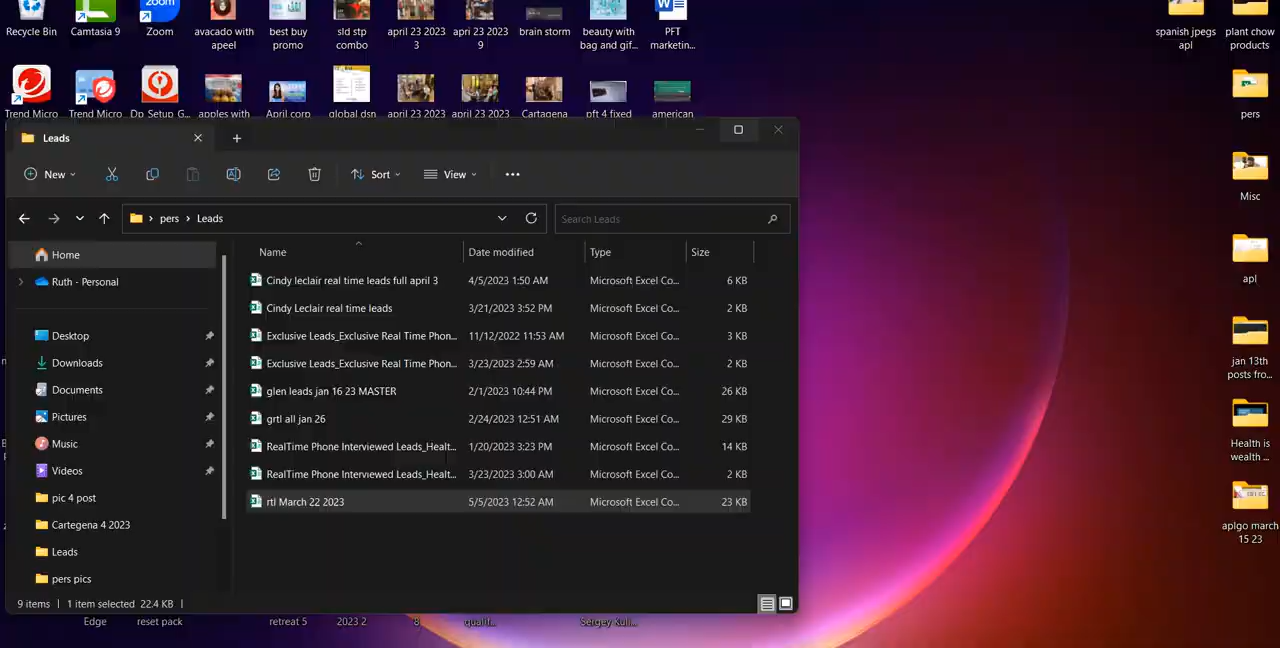 zoom
Recycle Bin
Camtasia 9
Zoom
avacado with
apeel
best buy
promo
sld stp
combo
april 23 2023
3
apri 23 2023
9
brain storm
beauty with
bag and gif...
PFT
marketin...
spanish jpegs
apl
plant chow
products
Trend Micro
Trend Micro
Dp_Setup_G...
apples with
April corp
global dsn
april 23 2023
april 23 2023
Cartagena
pft 4 fixed
american
pers
Misc
apl
jan 13th
posts fro...
Health is
wealth ...
aplgo march
15 23
Leads
New
Sort
View
pers > Leads
Search Leads
Name
Date modified
Type
Size
Home
Ruth - Personal
Desktop
Downloads
Documents
Pictures
Music
Videos
pic 4 post
Cartegena 4 2023
Leads
pers pics
Cindy leclair real time leads full april 3 4/5/2023 1:50 AM Microsoft Excel Co... 6 KB
Cindy Leclair real time leads 3/21/2023 3:52 PM Microsoft Excel Co... 2 KB
Exclusive Leads_Exclusive Real Time Phon... 11/12/2022 11:53 AM Microsoft Excel Co... 3 KB
Exclusive Leads_Exclusive Real Time Phon... 3/23/2023 2:59 AM Microsoft Excel Co... 2 KB
glen leads jan 16 23 MASTER 2/1/2023 10:44 PM Microsoft Excel Co... 26 KB
grtl all jan 26 2/24/2023 12:51 AM Microsoft Excel Co... 29 KB
RealTime Phone Interviewed Leads_Healt... 1/20/2023 3:23 PM Microsoft Excel Co... 14 KB
RealTime Phone Interviewed Leads_Healt... 3/23/2023 3:00 AM Microsoft Excel Co... 2 KB
rtl March 22 2023 5/5/2023 12:52 AM Microsoft Excel Co... 23 KB
9 items | 1 item selected 22.4 KB |
Edge
reset pack
retreat 5
2023 2
8
qualif...
Sergey Kuli...